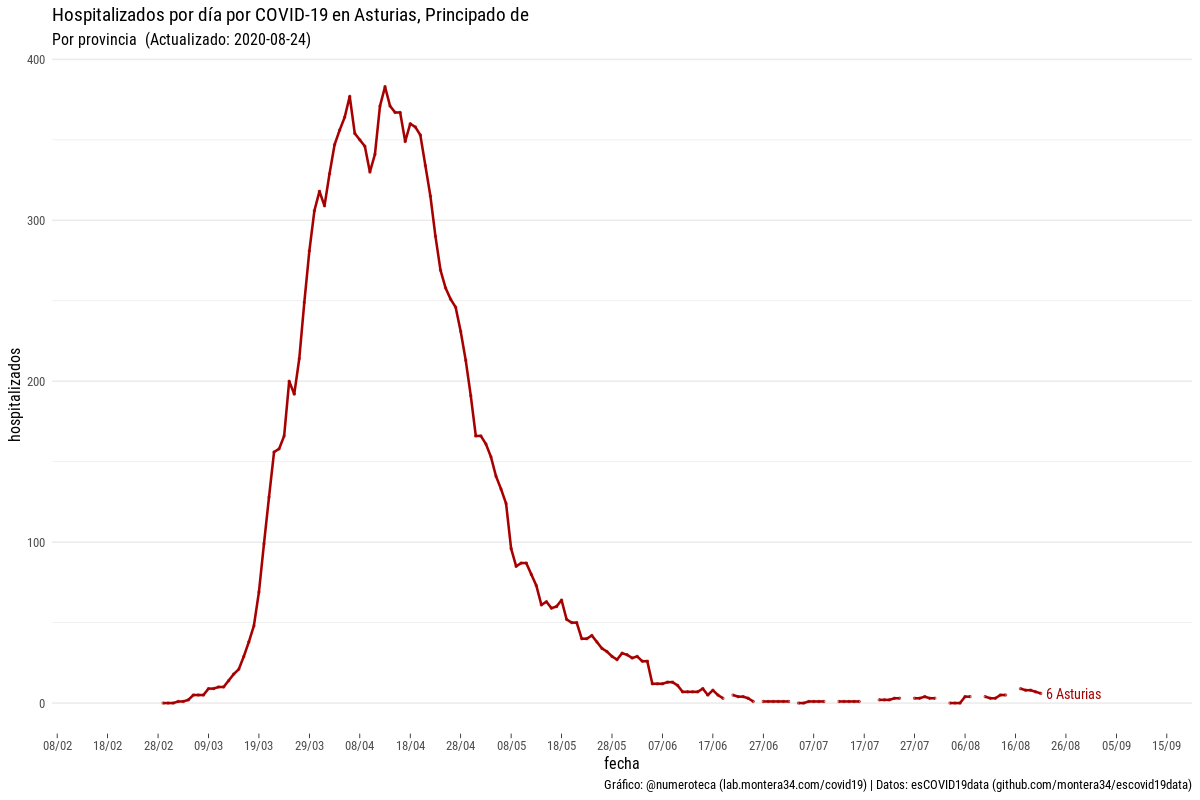 Hospitalizados por día por COVID-19 en Asturias, Principado de
Por provincia  (Actualizado: 2020-08-24)
400
300
200
100
0
hospitalizados
6 Asturias
08/02 18/02 28/02 09/03 19/03 29/03 08/04 18/04 28/04 08/05 18/05 28/05 07/06 17/06 27/06 07/07 17/07 27/07 06/08 16/08 26/08 05/09 15/09
fecha
Gráfico: @numeroteca (lab.montera34.com/covid19) | Datos: esCOVID19data (github.com/montera34/escovid19data)